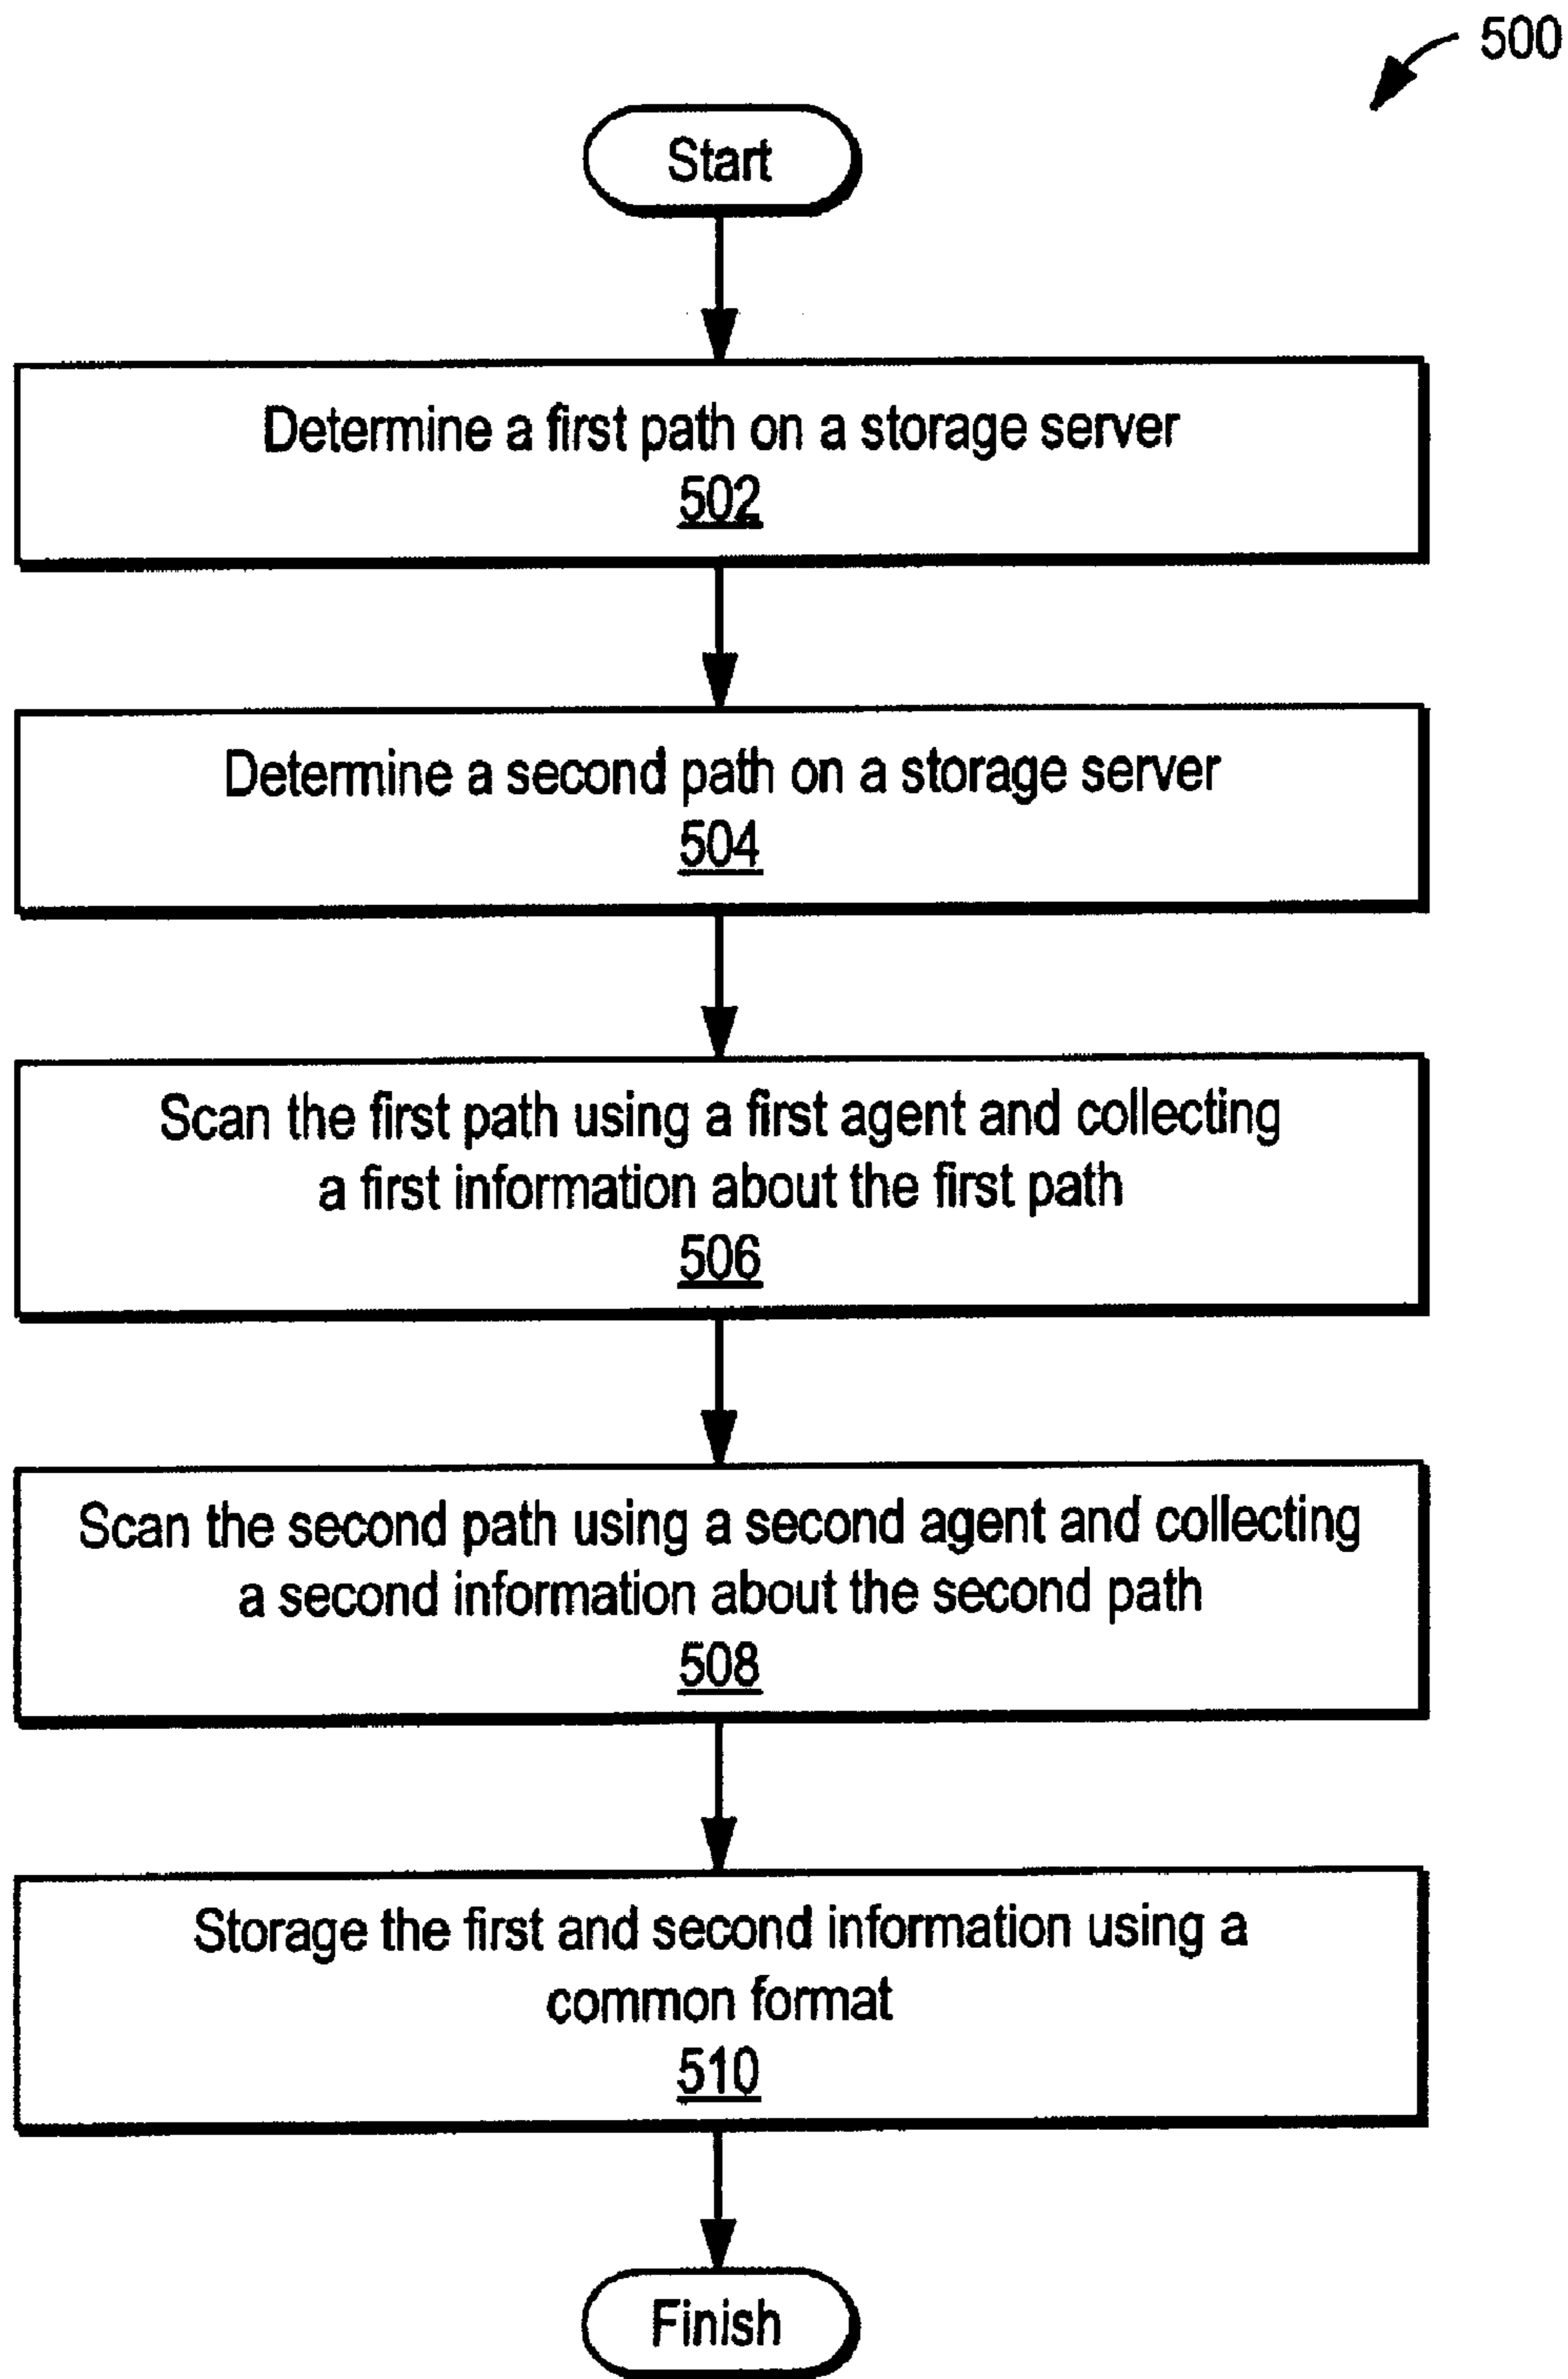 500
Start
Determine a first path on a storage server
502
Determine a second path on a storage server
504
Scan the first path using a first agent and collecting
a first information about the first path
506
Scan the second path using a second agent and collecting
a second information about the second path
508
Storage the first and second information using a
common format
510
Finish